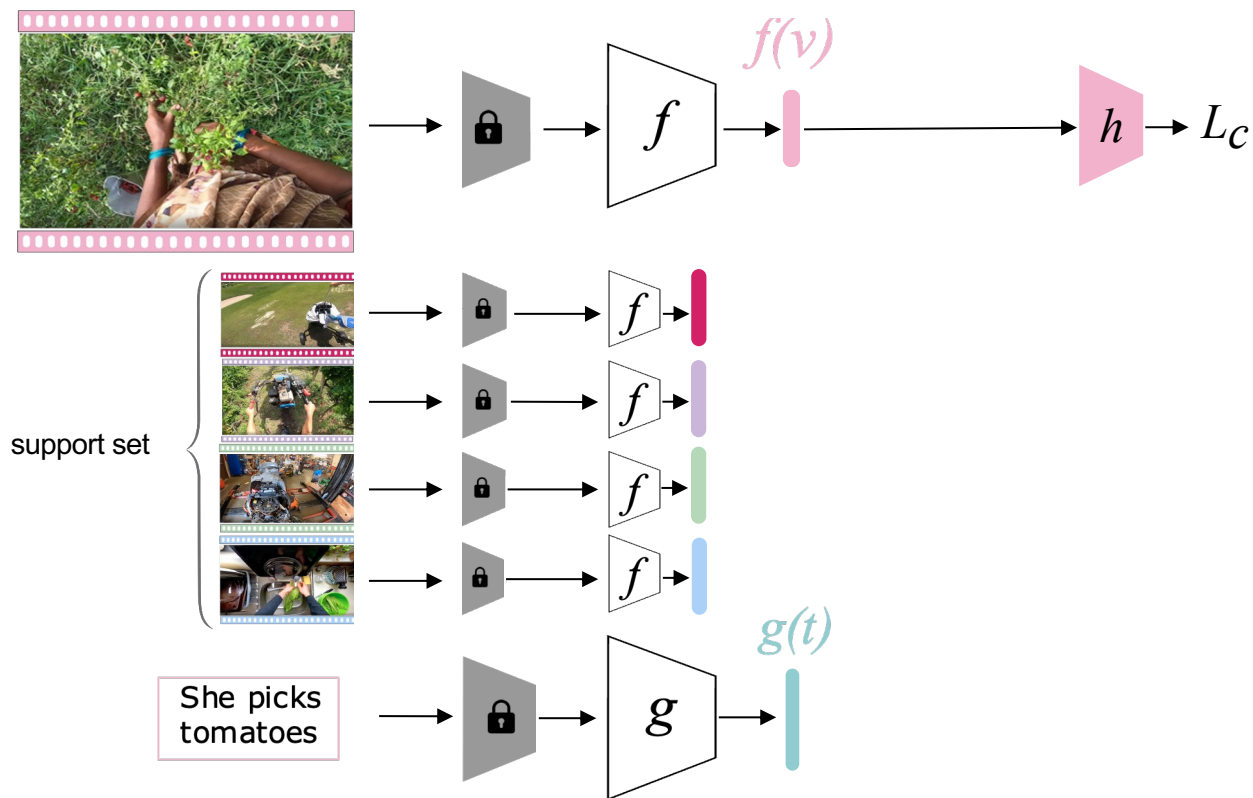 f(v)
f
h
L_C
support set
f
f
f
f
g(t)
She picks
tomatoes
g